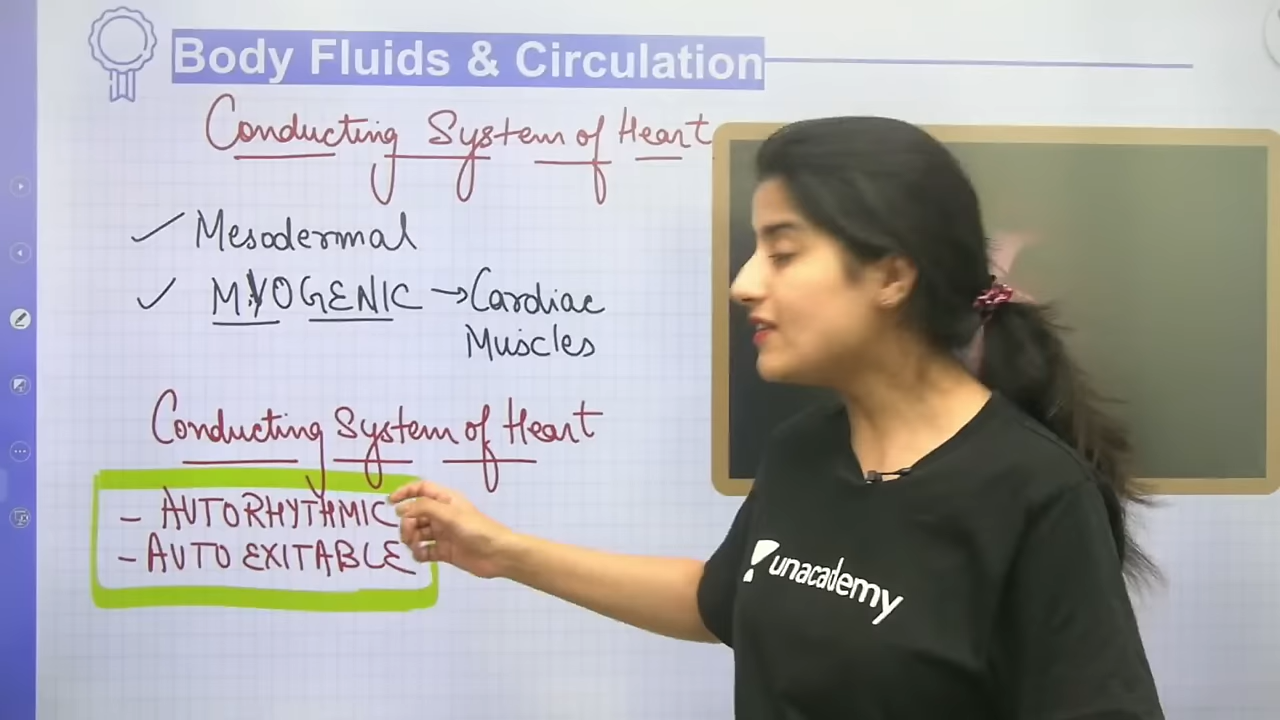 Body Fluids & Circulation
Conducting System of Heart
Mesodermal
MYOGENIC → Cardiac
Muscles
Conducting System of Heart
- AUTORHYTHMIC
- AUTO EXITABLE
unacademy